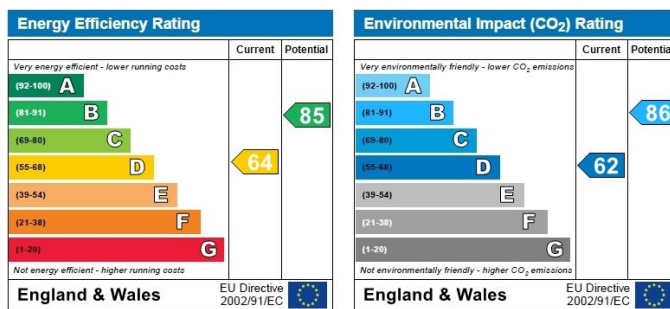 Energy Efficiency Rating
Current Potential
Very energy efficient - lower running costs
(92-100) A
(81-91) B
85
(69-80) C
(55-68) D
64
(39-54) E
(21-38) F
(1-20) G
Not energy efficient - higher running costs
England & Wales
EU Directive
2002/91/EC
Environmental Impact (CO₂) Rating
Current Potential
Very environmentally friendly - lower CO₂ emissions
(92-100) A
(81-91) B
86
(69-80) C
(55-68) D
62
(39-54) E
(21-38) F
(1-20) G
Not environmentally friendly - higher CO₂ emissions
England & Wales
EU Directive
2002/91/EC